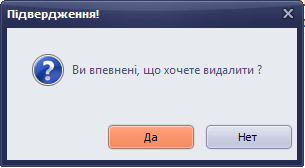 Підтвердження!
Ви впевнені, що хочете видалити ?
Да
Нет